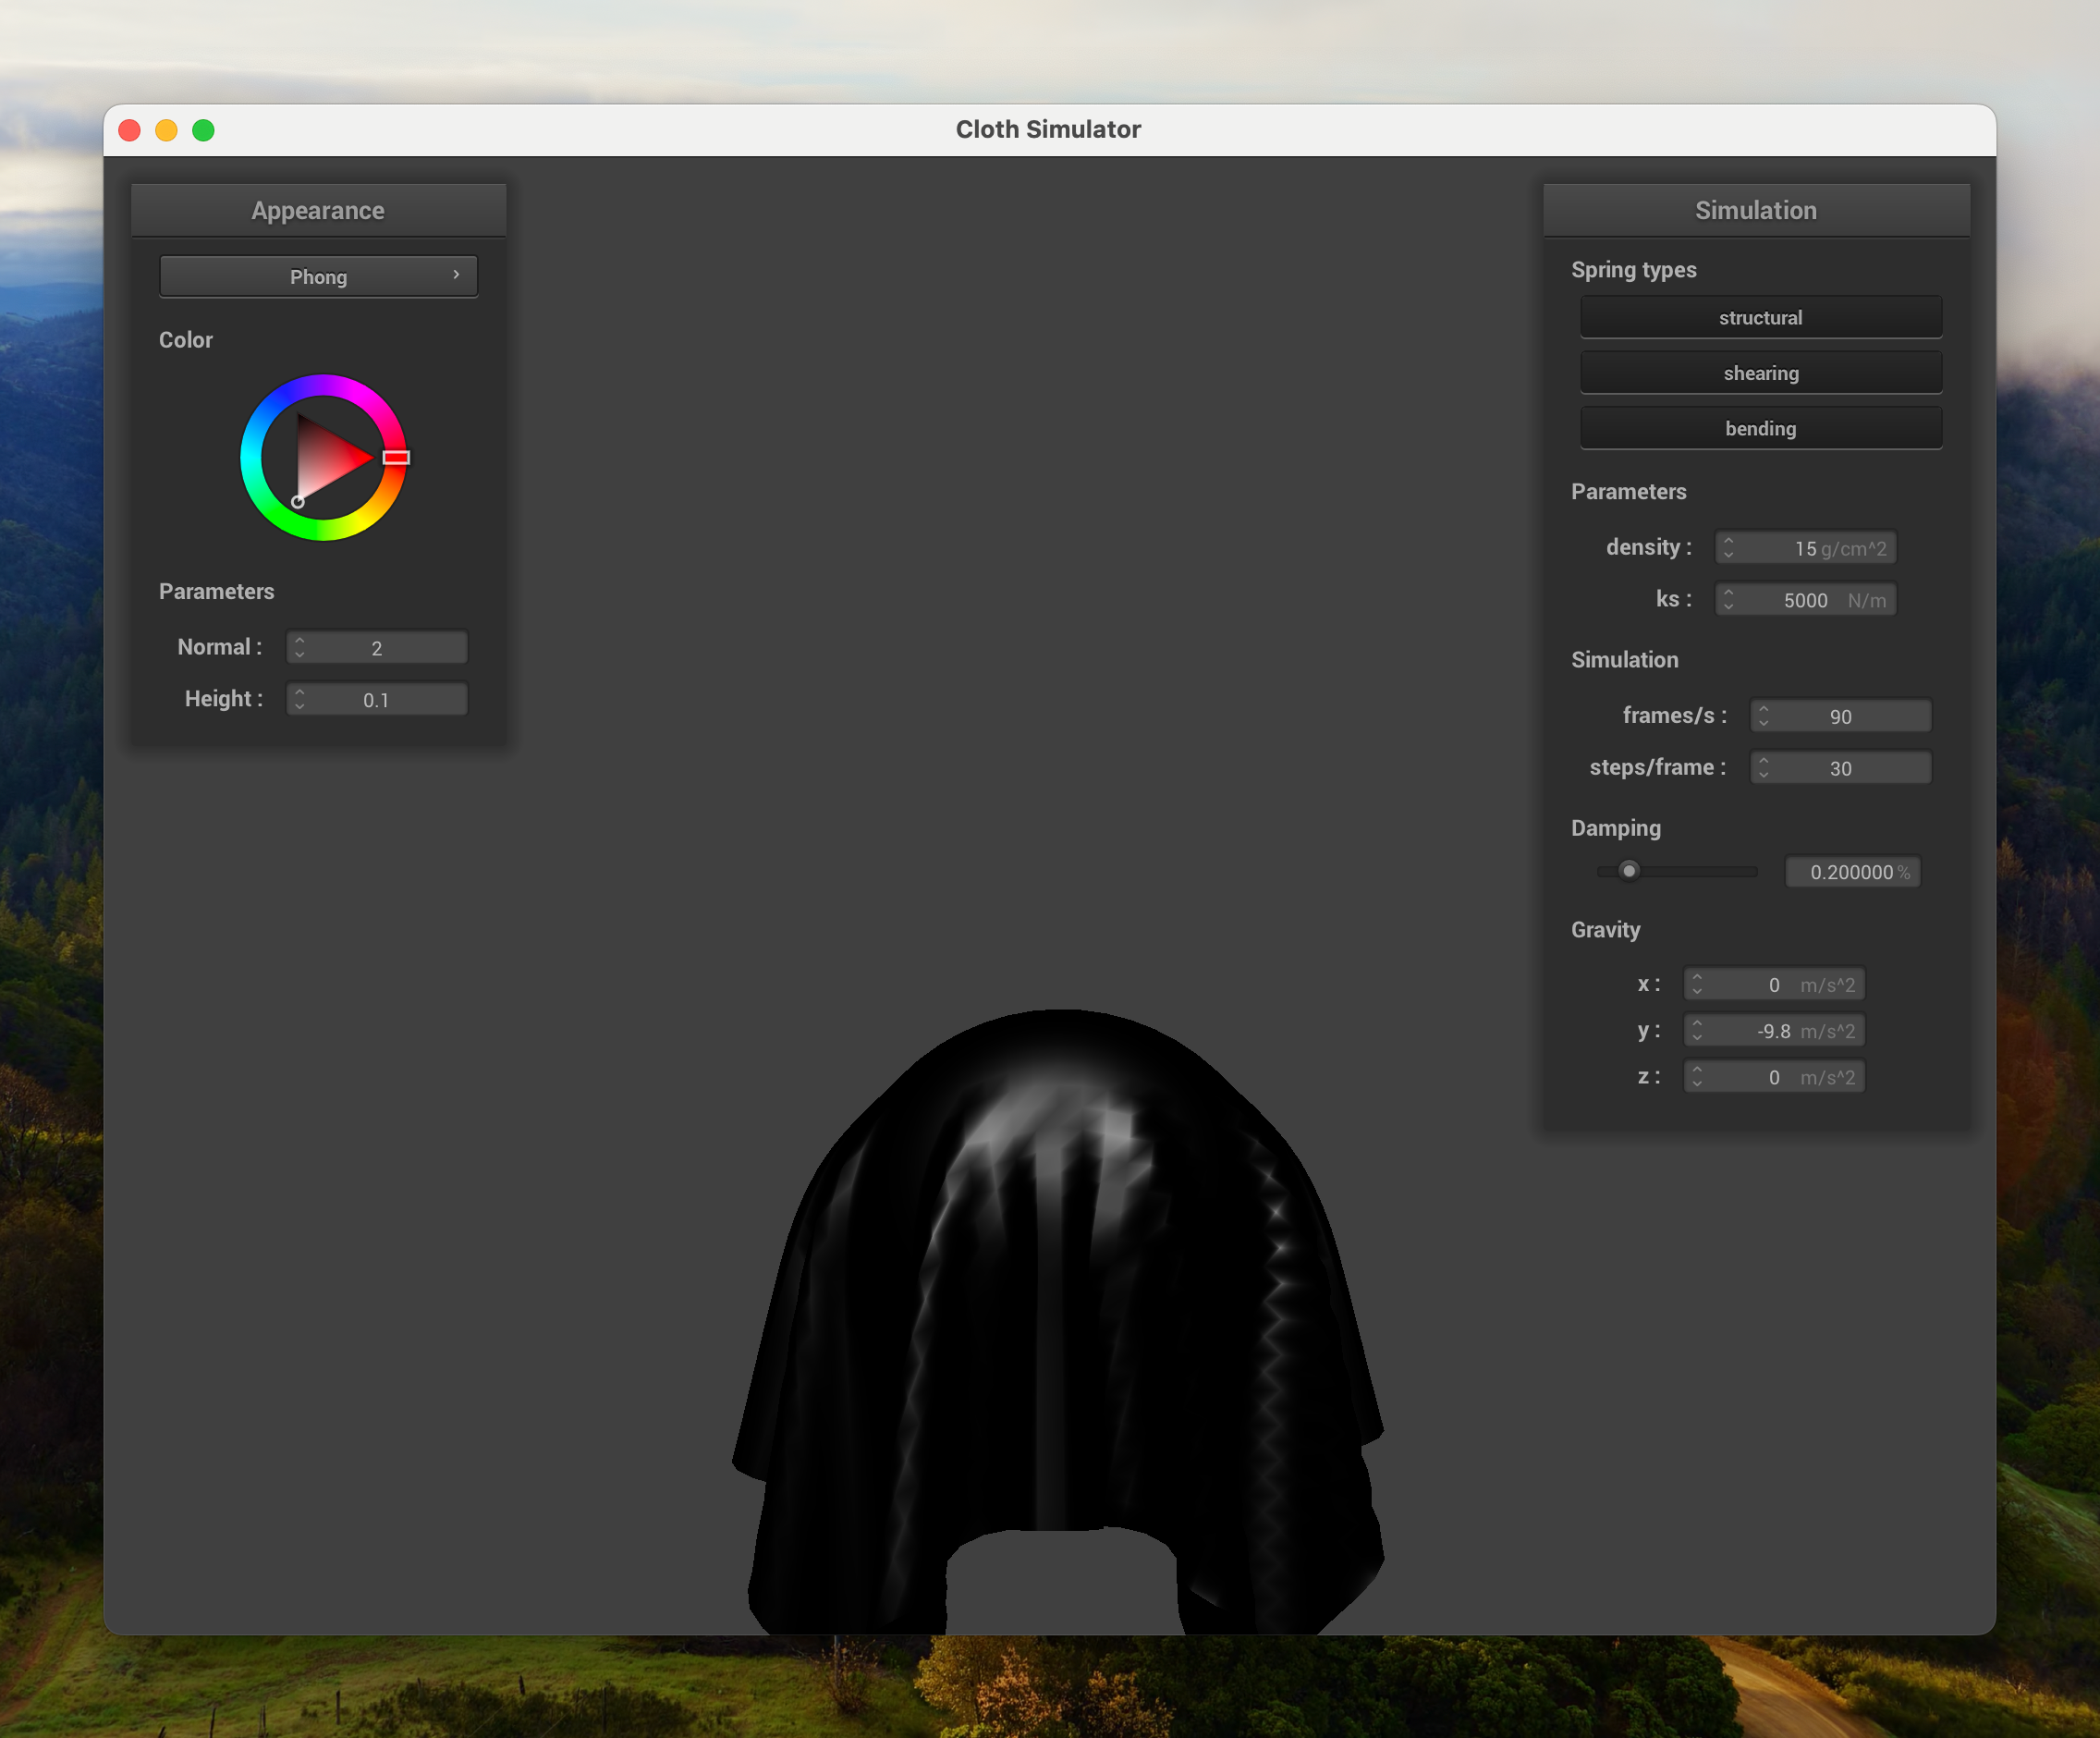 Cloth Simulator
Appearance
Phong
Color
Parameters
Normal : 2
Height : 0.1
Simulation
Spring types
structural
shearing
bending
Parameters
density : 15 g/cm^2
ks : 5000 N/m
Simulation
frames/s : 90
steps/frame : 30
Damping
0.200000 %
Gravity
x : 0 m/s^2
y : -9.8 m/s^2
z : 0 m/s^2